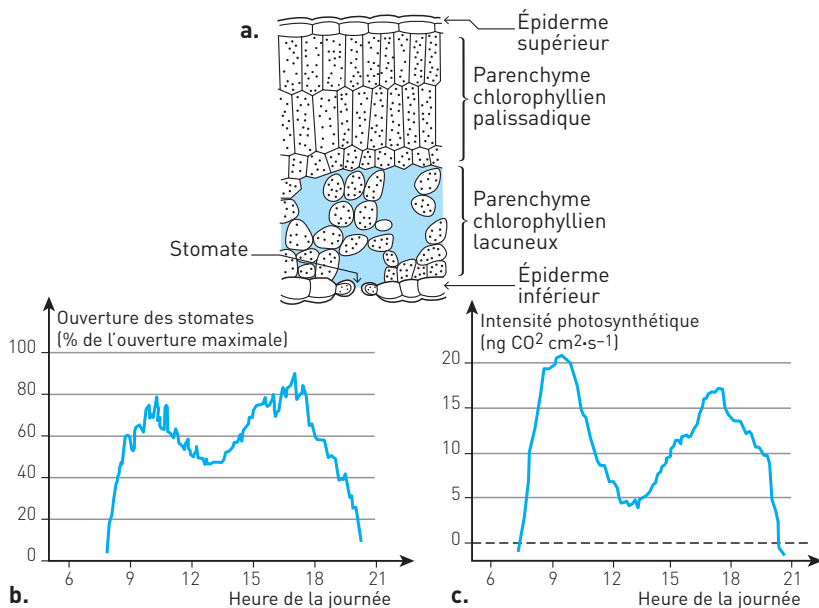 a.
Épiderme
supérieur
Parenchyme
chlorophyllien
palissadique
Parenchyme
chlorophyllien
lacuneux
Stomate
Épiderme
inférieur
Ouverture des stomates
(% de l'ouverture maximale)
100
80
60
40
20
0
6 9 12 15 18 21
b. Heure de la journée
Intensité photosynthétique
(ng CO² cm²•s–1)
20
15
10
5
0
6 9 12 15 18 21
c. Heure de la journée